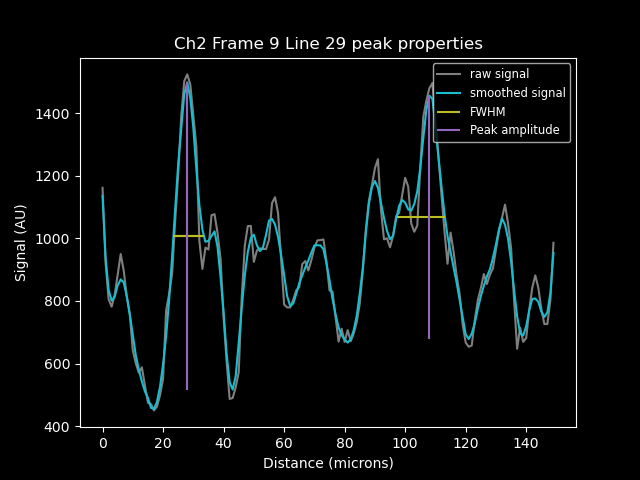 Ch2 Frame 9 Line 29 peak properties
raw signal
smoothed signal
FWHM
Peak amplitude
Signal (AU)
1400
1200
1000
800
600
400
0 20 40 60 80 100 120 140
Distance (microns)